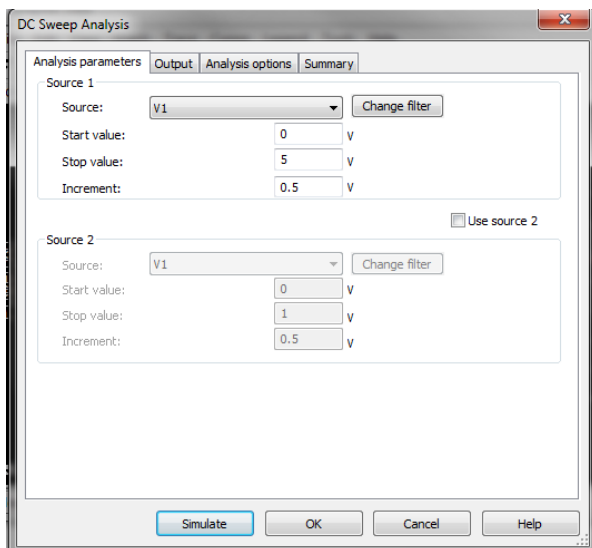 DC Sweep Analysis
Analysis parameters Output Analysis options Summary
Source 1
Source: V1 Change filter
Start value: 0 V
Stop value: 5 V
Increment: 0.5 V
Use source 2
Source 2
Source: V1 Change filter
Start value: 0 V
Stop value: 1 V
Increment: 0.5 V
Simulate OK Cancel Help